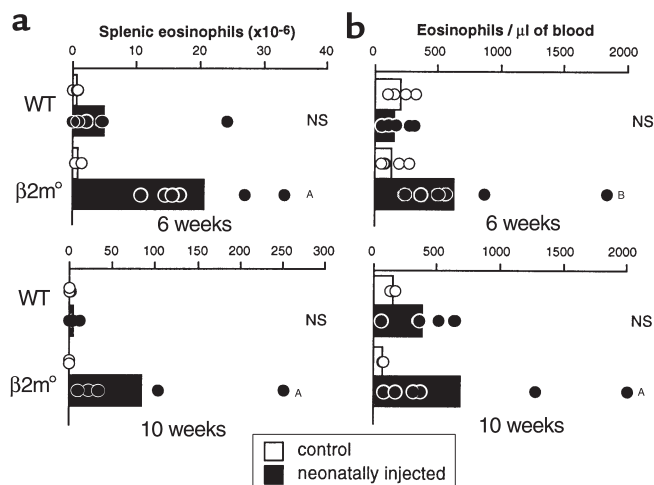 a
b
Splenic eosinophils (x10-6)
Eosinophils / µl of blood
0 10 20 30 40
0 500 1000 1500 2000
WT
NS
NS
β2m°
A
B
6 weeks
6 weeks
0 50 100 150 200 250 300
0 500 1000 1500 2000
WT
NS
NS
β2m°
A
A
10 weeks
10 weeks
control
neonatally injected